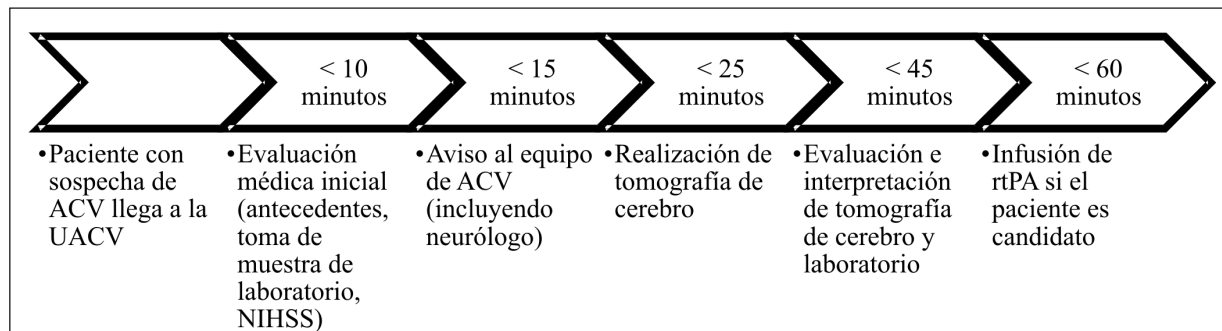 < 10
minutos
< 15
minutos
< 25
minutos
< 45
minutos
< 60
minutos
•Paciente con
sospecha de
ACV llega a la
UACV
•Evaluación
médica inicial
(antecedentes,
toma de
muestra de
laboratorio,
NIHSS)
•Aviso al equipo
de ACV
(incluyendo
neurólogo)
•Realización de
tomografía de
cerebro
•Evaluación e
interpretación
de tomografía
de cerebro y
laboratorio
•Infusión de
rtPA si el
paciente es
candidato